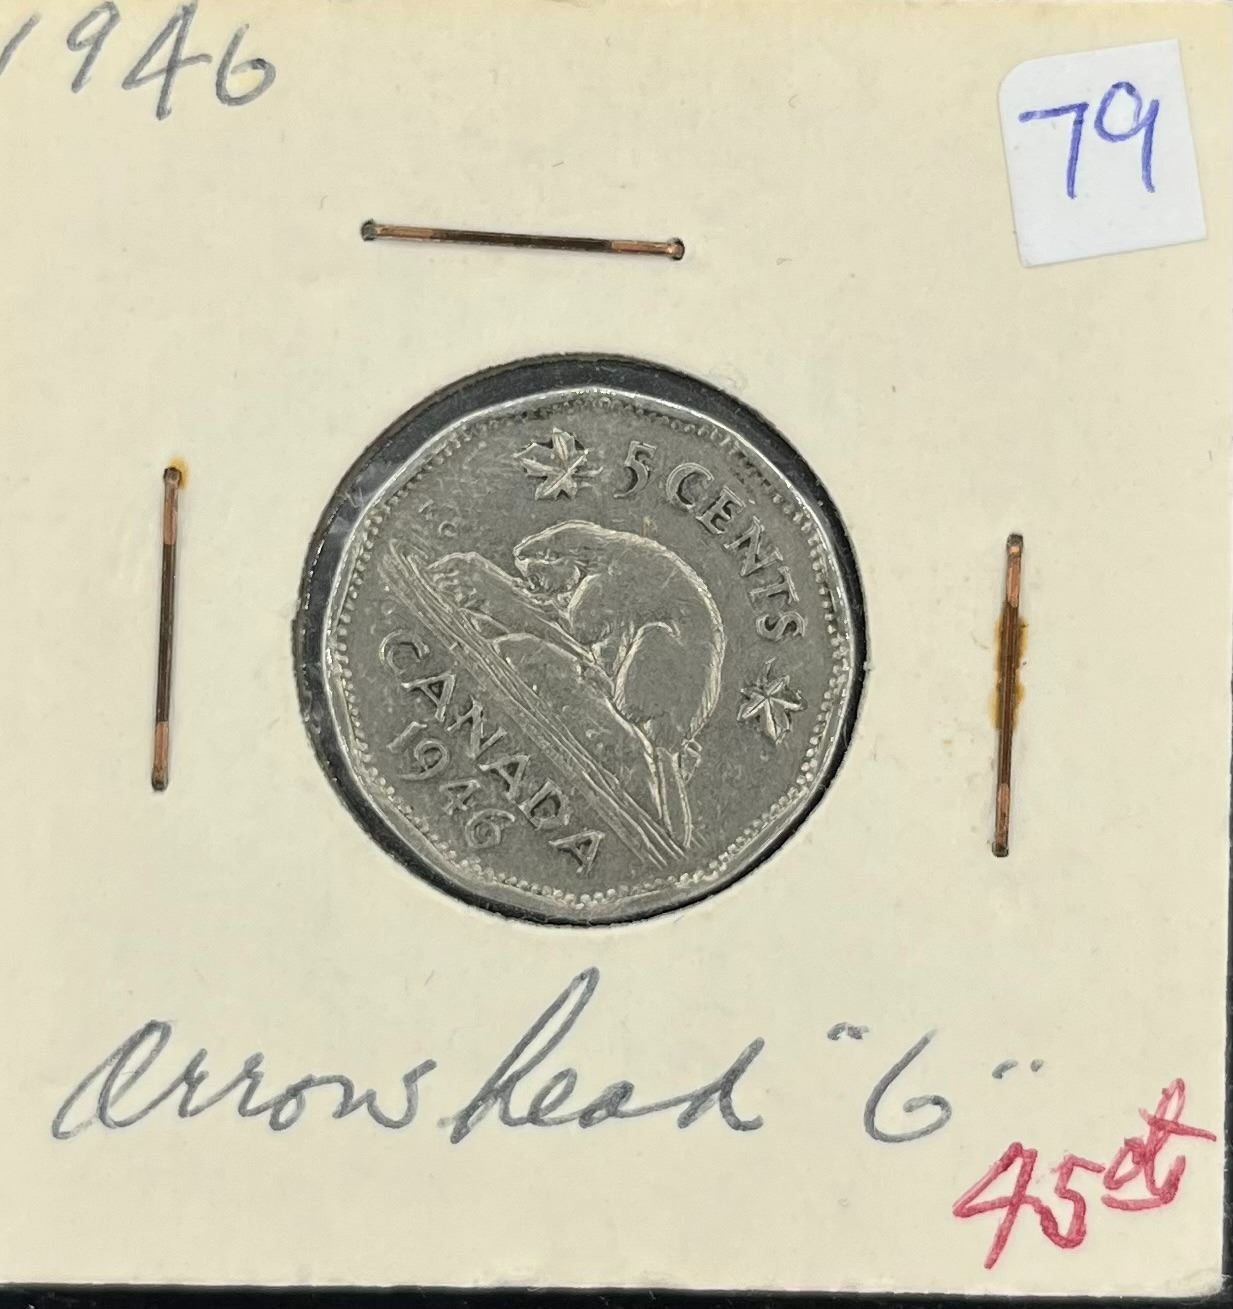 1946
79
5 CENTS
CANADA
1946
Arrowhead "6"
45¢